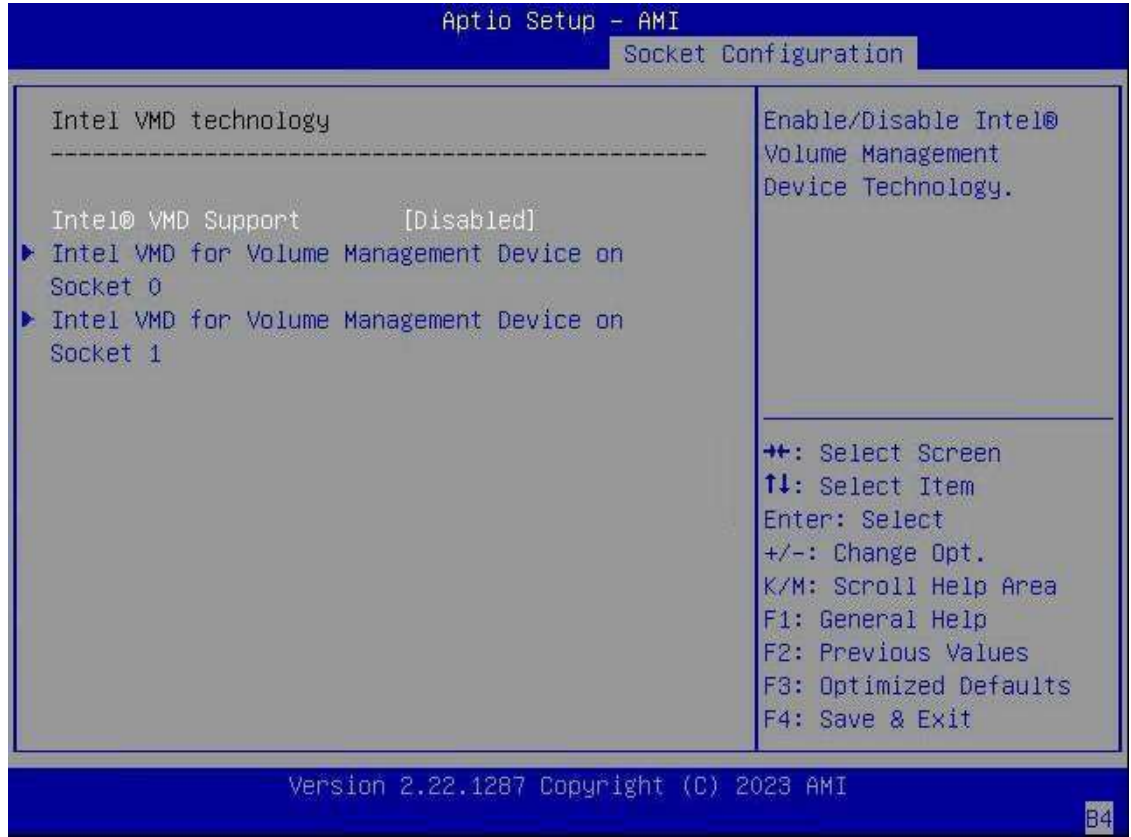 Aptio Setup – AMI
Socket Configuration
Intel VMD technology
Intel® VMD Support [Disabled]
Intel VMD for Volume Management Device on
Socket 0
Intel VMD for Volume Management Device on
Socket 1
Enable/Disable Intel®
Volume Management
Device Technology.
→←: Select Screen
↑↓: Select Item
Enter: Select
+/-: Change Opt.
K/M: Scroll Help Area
F1: General Help
F2: Previous Values
F3: Optimized Defaults
F4: Save & Exit
Version 2.22.1287 Copyright (C) 2023 AMI
B4